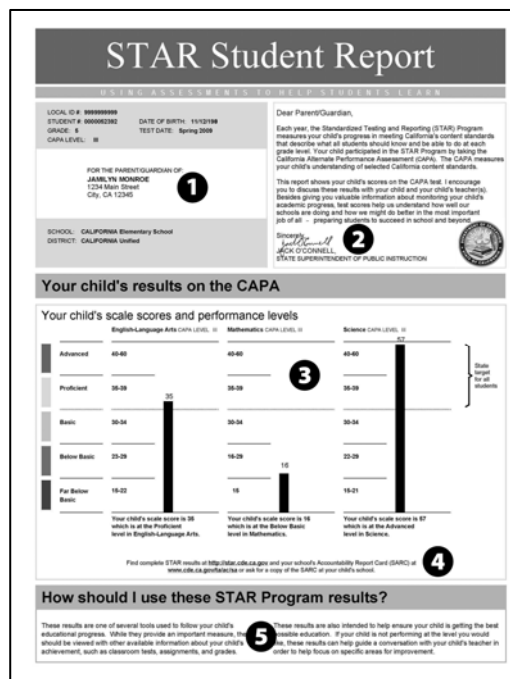 STAR Student Report
USING ASSESSMENTS TO HELP STUDENTS LEARN
LOCAL ID #: 9999999999
STUDENT #: 0000062392 DATE OF BIRTH: 11/12/198
GRADE: 5 TEST DATE: Spring 2009
CAPA LEVEL: III
FOR THE PARENT/GUARDIAN OF:
JAMILYN MONROE
1234 Main Street
City, CA 12345
1
SCHOOL: CALIFORNIA Elementary School
DISTRICT: CALIFORNIA Unified
Dear Parent/Guardian,
Each year, the Standardized Testing and Reporting (STAR) Program
measures your child's progress in meeting California's content standards
that describe what all students should know and be able to do at each
grade level. Your child participated in the STAR Program by taking the
California Alternate Performance Assessment (CAPA). The CAPA measures
your child's understanding of selected California content standards.
This report shows your child's scores on the CAPA test. I encourage
you to discuss these results with your child and your child's teacher(s).
Besides giving you valuable information about monitoring your child's
academic progress, test scores help us understand how well our
schools are doing and how we might do better in the most important
job of all - preparing students to succeed in school and beyond.
Sincerely,
2
JACK O'CONNELL,
STATE SUPERINTENDENT OF PUBLIC INSTRUCTION
Your child's results on the CAPA
Your child's scale scores and performance levels
English-Language Arts CAPA LEVEL III Mathematics CAPA LEVEL III Science CAPA LEVEL III
57
Advanced 40-60 40-60 40-60
3
State
target
for all
students
Proficient 35-39 35-39 35-39
35
Basic 30-34 30-34 30-34
Below Basic 23-29 16-29 22-29
16
Far Below
Basic 15-22 15 15-21
Your child's scale score is 35
which is at the Proficient
level in English-Language Arts.
Your child's scale score is 16
which is at the Below Basic
level in Mathematics.
Your child's scale score is 57
which is at the Advanced
level in Science.
Find complete STAR results at http://star.cde.ca.gov and your school's Accountability Report Card (SARC) at
www.cde.ca.gov/ta/ac/sa or ask for a copy of the SARC at your child's school.
4
How should I use these STAR Program results?
These results are one of several tools used to follow your child's
educational progress. While they provide an important measure, the
should be viewed with other available information about your child's
achievement, such as classroom tests, assignments, and grades.
5
These results are also intended to help ensure your child is getting the best
possible education. If your child is not performing at the level you would
these results can help guide a conversation with your child's teacher in
order to help focus on specific areas for improvement.